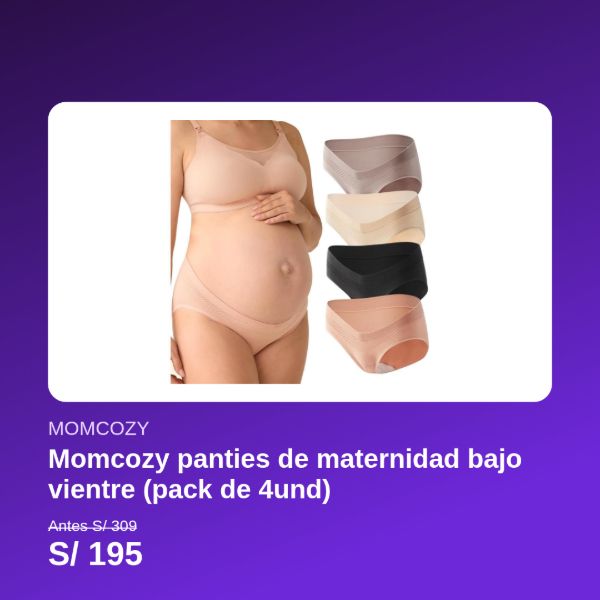 MOMCOZY
Momcozy panties de maternidad bajo
vientre (pack de 4und)
Antes S/ 309
S/ 195